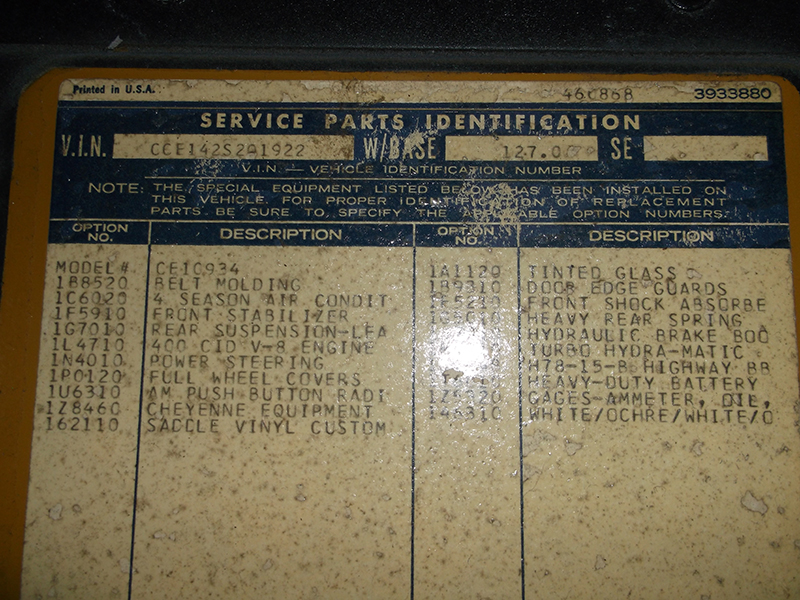 Printed in U.S.A. 46C868 3933880
SERVICE PARTS IDENTIFICATION
V.I.N. CCE142S291922 W/BASE 127.0 SE
V.I.N. — VEHICLE IDENTIFICATION NUMBER
NOTE: THE SPECIAL EQUIPMENT LISTED BELOW HAS BEEN INSTALLED ON
THIS VEHICLE. FOR PROPER IDENTIFICATION OF REPLACEMENT
PARTS BE SURE TO SPECIFY THE APPLICABLE OPTION NUMBERS.
OPTION NO. DESCRIPTION OPTION NO. DESCRIPTION
MODEL# CE10934 1A1120 TINTED GLASS
1B8520 BELT MOLDING 1B9310 DOOR EDGE GUARDS
1C6020 4 SEASON AIR CONDIT FRONT SHOCK ABSORBE
1F5910 FRONT STABILIZER HEAVY REAR SPRING
1G7010 REAR SUSPENSION-LEA HYDRAULIC BRAKE BOO
1L4710 400 CID V-8 ENGINE TURBO HYDRA-MATIC
1N4010 POWER STEERING H78-15-B HIGHWAY BB
1P0120 FULL WHEEL COVERS HEAVY-DUTY BATTERY
1U6310 AM PUSH BUTTON RADI GAGES-AMMETER, OIL,
1Z8460 CHEYENNE EQUIPMENT WHITE/OCHRE/WHITE/O
162110 SADDLE VINYL CUSTOM